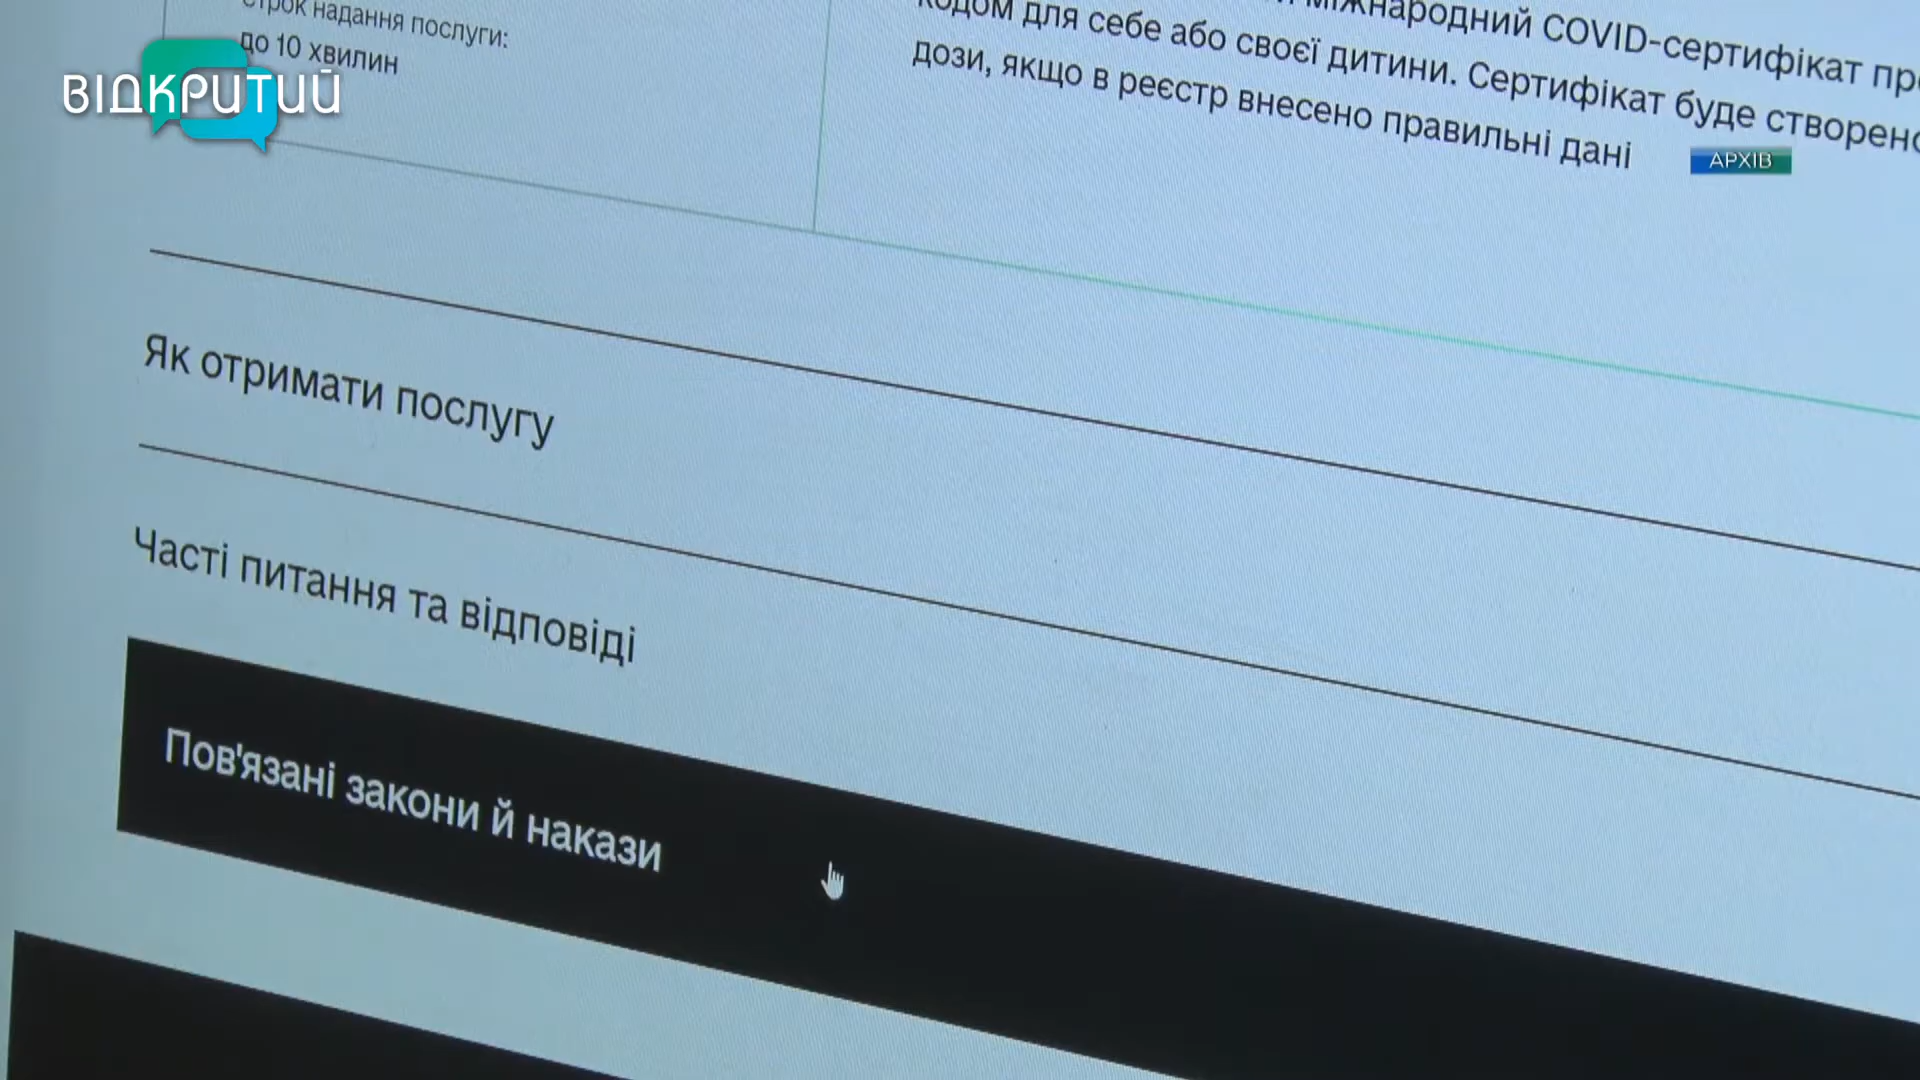 Строк надання послуги:
до 10 хвилин
ВІДКРИТИЙ
міжнародний COVID-сертифікат
кодом для себе або своєї дитини. Сертифікат буде створено
дози, якщо в реєстр внесено правильні дані
АРХІВ
Як отримати послугу
Часті питання та відповіді
Пов'язані закони й накази